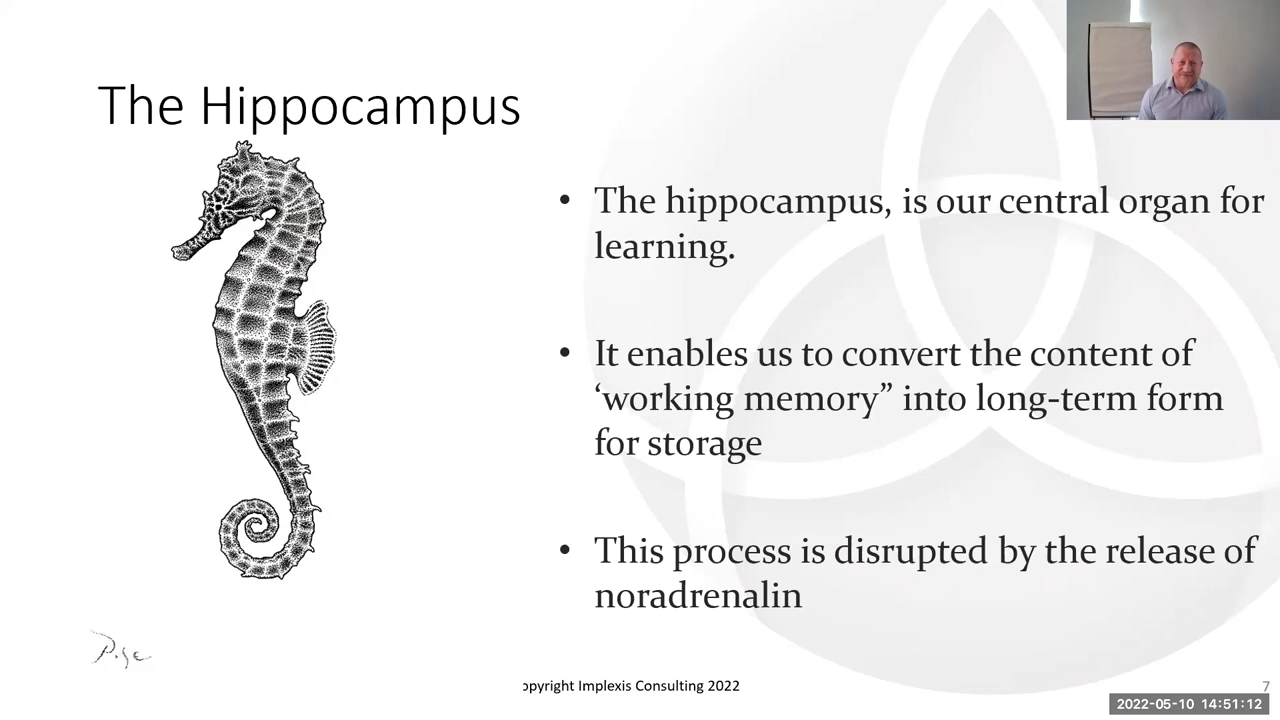 The Hippocampus
• The hippocampus, is our central organ for
learning.
• It enables us to convert the content of
‘working memory” into long-term form
for storage
• This process is disrupted by the release of
noradrenalin
opyright Implexis Consulting 2022
7
2022-05-10 14:51:12